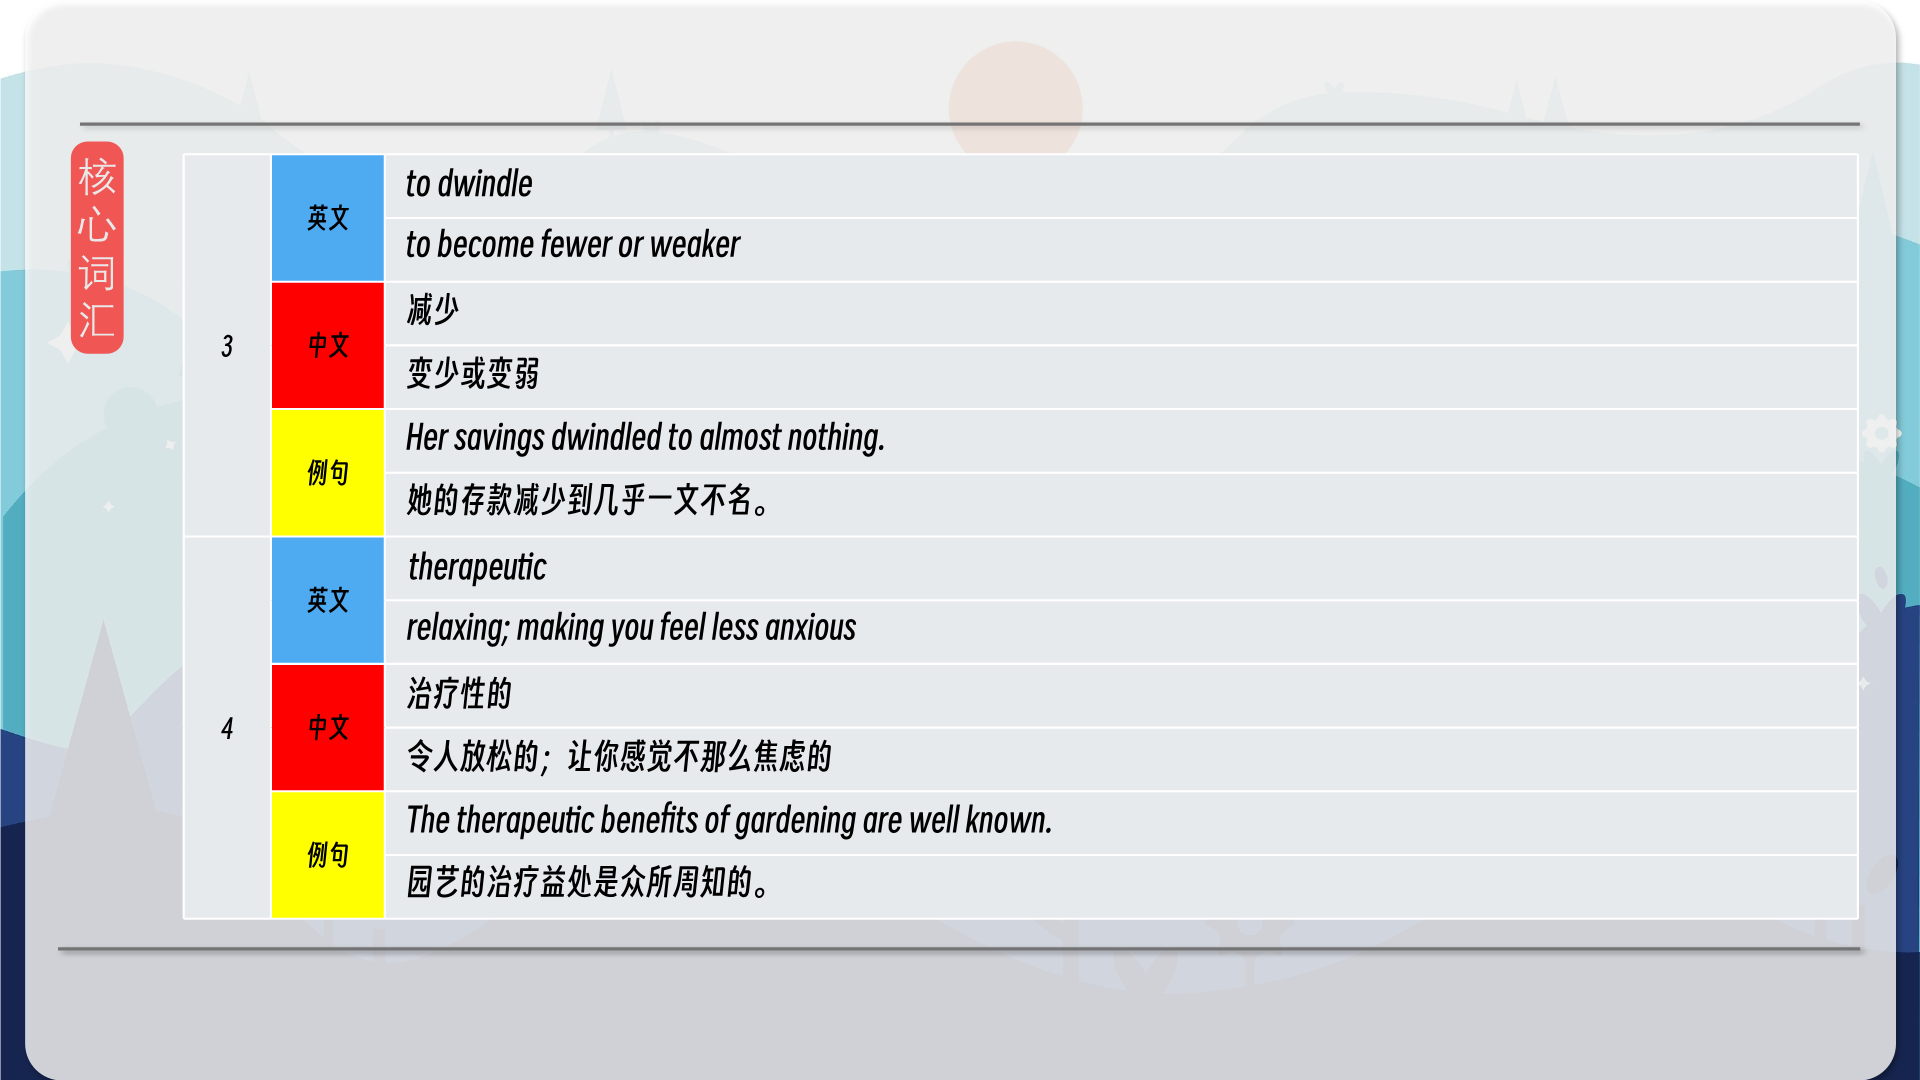 核
心
词
汇
3
英文
to dwindle
to become fewer or weaker
中文
减少
变少或变弱
例句
Her savings dwindled to almost nothing.
她的存款减少到几乎一文不名。
4
英文
therapeutic
relaxing; making you feel less anxious
中文
治疗性的
令人放松的；让你感觉不那么焦虑的
例句
The therapeutic benefits of gardening are well known.
园艺的治疗益处是众所周知的。